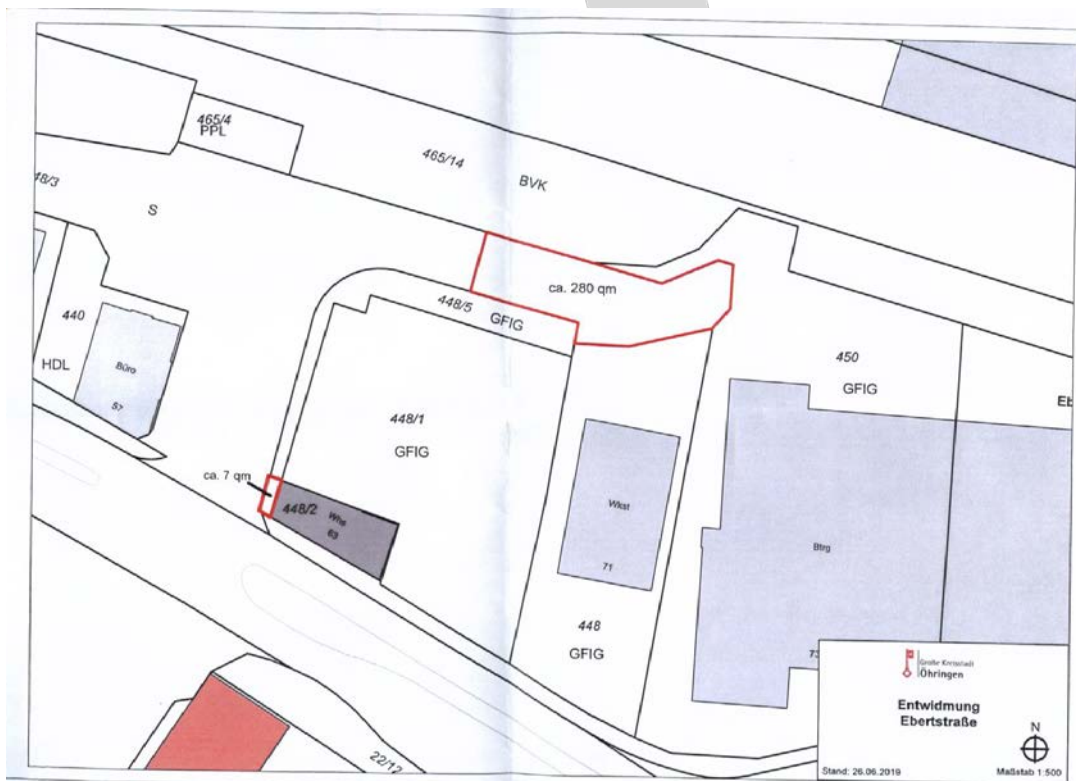 465/4
PPL
465/14
BVK
48/3
S
ca. 280 qm
448/5 GFIG
440
HDL
Büro
57
450
GFIG
448/1
GFIG
ca. 7 qm
448/2
Whs
63
Wkst
71
Btrg
448
GFIG
73
22/12
Große Kreisstadt
Öhringen
Entwidmung
Ebertstraße
N
Stand: 26.06.2019
Maßstab 1:500